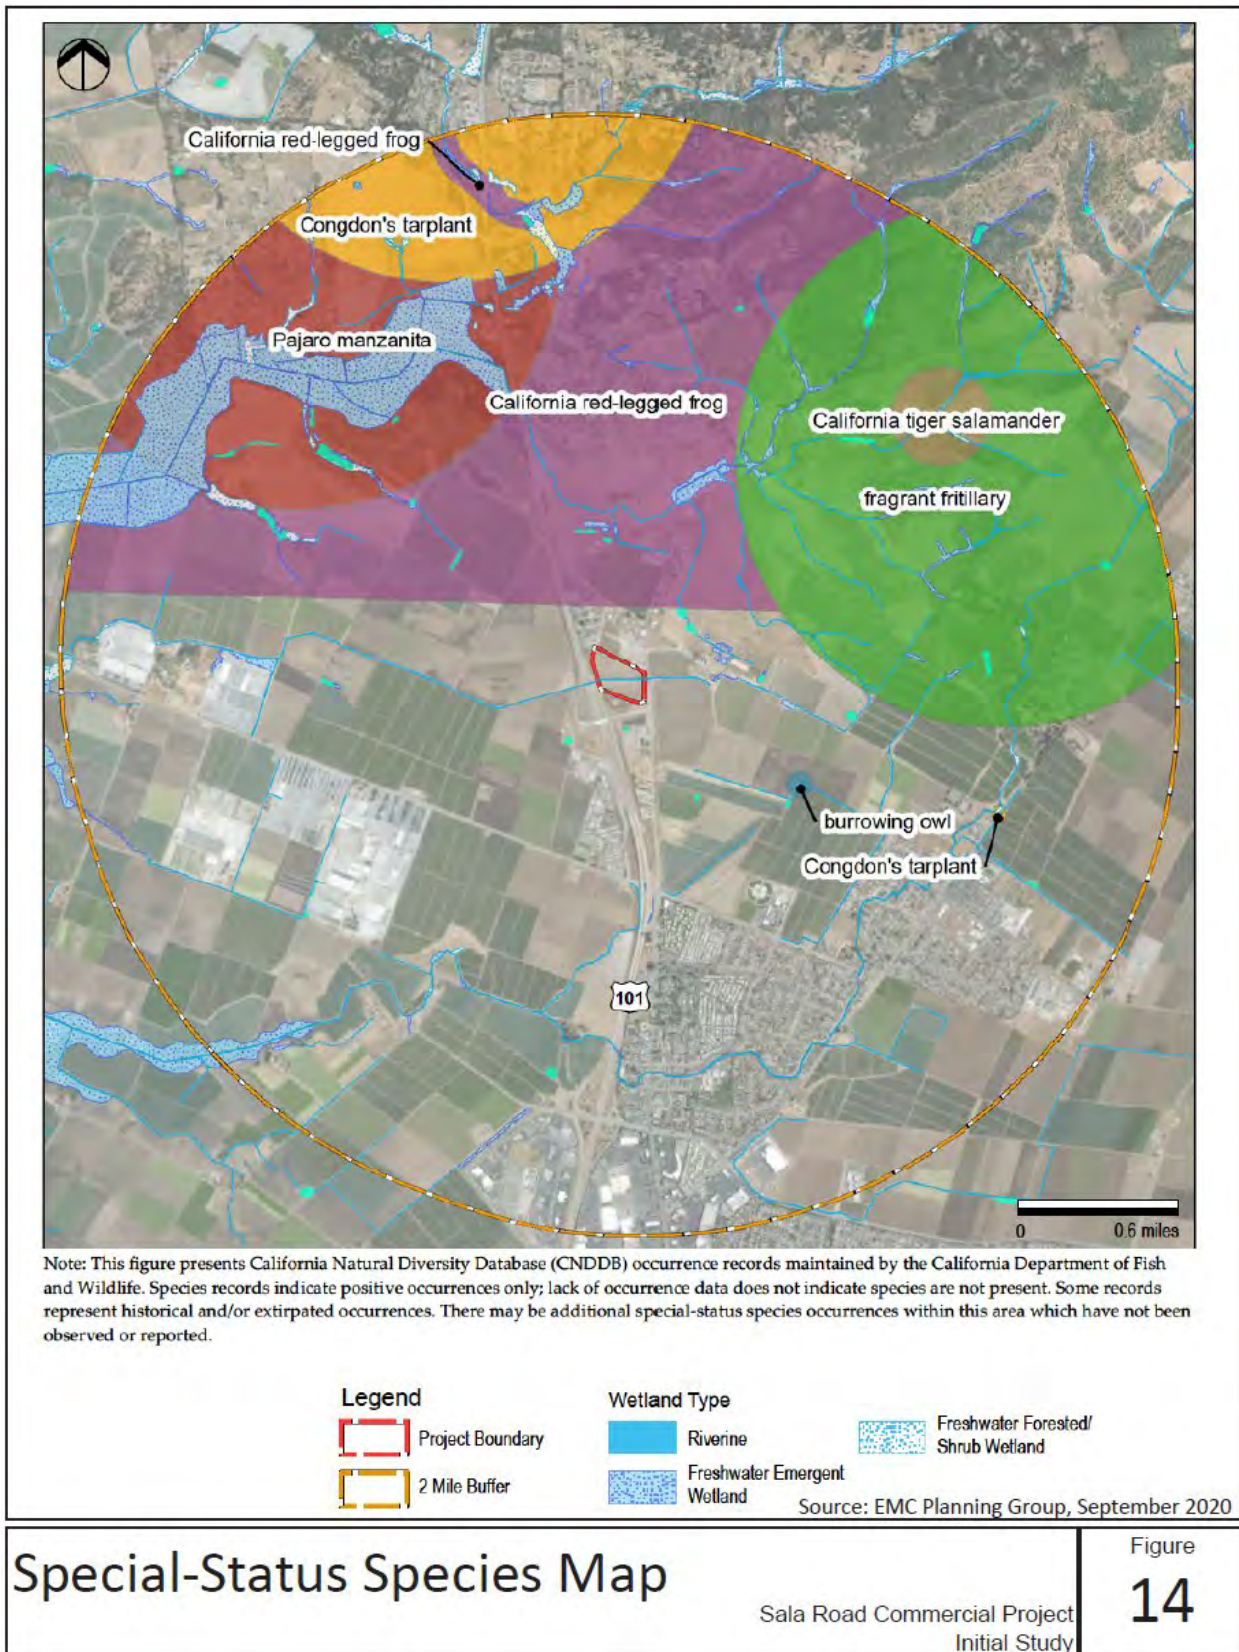 California red-legged frog
Congdon's tarplant
Pajaro manzanita
California red-legged frog
California tiger salamander
fragrant fritillary
burrowing owl
Congdon's tarplant
101
0 0.6 miles
Note: This figure presents California Natural Diversity Database (CNDDB) occurrence records maintained by the California Department of Fish
and Wildlife. Species records indicate positive occurrences only; lack of occurrence data does not indicate species are not present. Some records
represent historical and/or extirpated occurrences. There may be additional special-status species occurrences within this area which have not been
observed or reported.
Legend
Project Boundary
2 Mile Buffer
Wetland Type
Riverine
Freshwater Emergent
Wetland
Freshwater Forested/
Shrub Wetland
Source: EMC Planning Group, September 2020
Special-Status Species Map
Sala Road Commercial Project
Initial Study
Figure
14